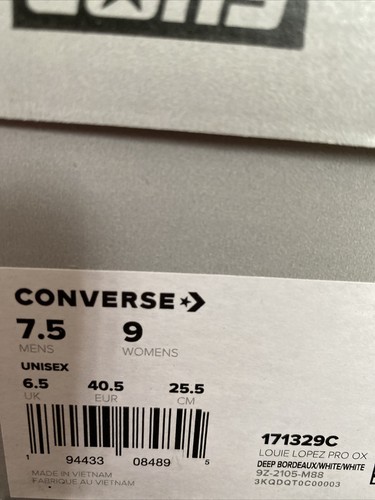 CONS
CONVERSE
7.5 9
MENS WOMENS
UNISEX
6.5 40.5 25.5
UK EUR CM
1 94433 08489 5
MADE IN VIETNAM
FABRIQUE AU VIETNAM
171329C
LOUIE LOPEZ PRO OX
DEEP BORDEAUX/WHITE/WHITE
9Z-2105-M88
3KQDQT0C00003